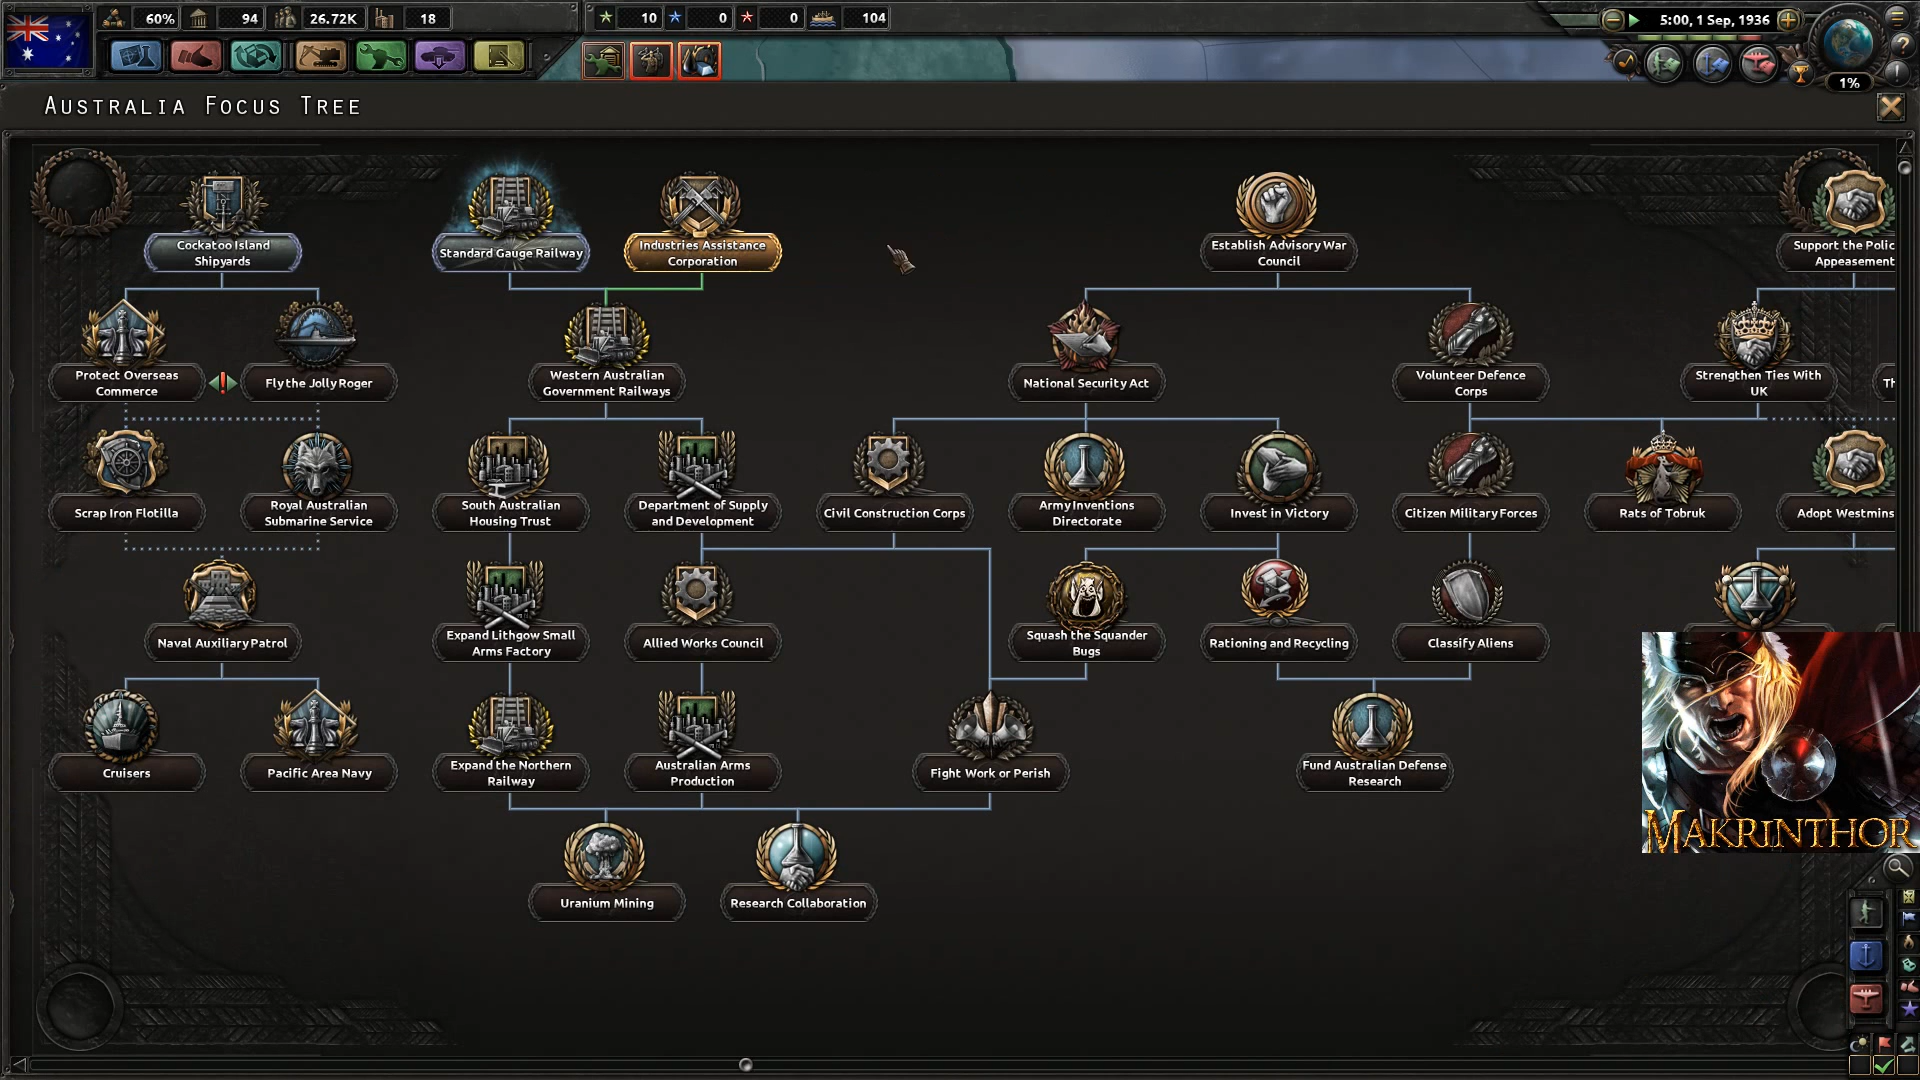 60%
94
26.72K
18
10
0
0
104
5:00, 1 Sep, 1936
1%
Australia Focus Tree
Cockatoo Island
Shipyards
Standard Gauge Railway
Industries Assistance
Corporation
Establish Advisory War
Council
Support the Polic
Appeasement
Protect Overseas
Commerce
Fly the Jolly Roger
Western Australian
Government Railways
National Security Act
Volunteer Defence
Corps
Strengthen Ties With
UK
Th
Scrap Iron Flotilla
Royal Australian
Submarine Service
South Australian
Housing Trust
Department of Supply
and Development
Civil Construction Corps
Army Inventions
Directorate
Invest in Victory
Citizen Military Forces
Rats of Tobruk
Adopt Westmins
Naval Auxiliary Patrol
Expand Lithgow Small
Arms Factory
Allied Works Council
Squash the Squander
Bugs
Rationing and Recycling
Classify Aliens
Cruisers
Pacific Area Navy
Expand the Northern
Railway
Australian Arms
Production
Fight Work or Perish
Fund Australian Defense
Research
Uranium Mining
Research Collaboration
MAKRINTHOR